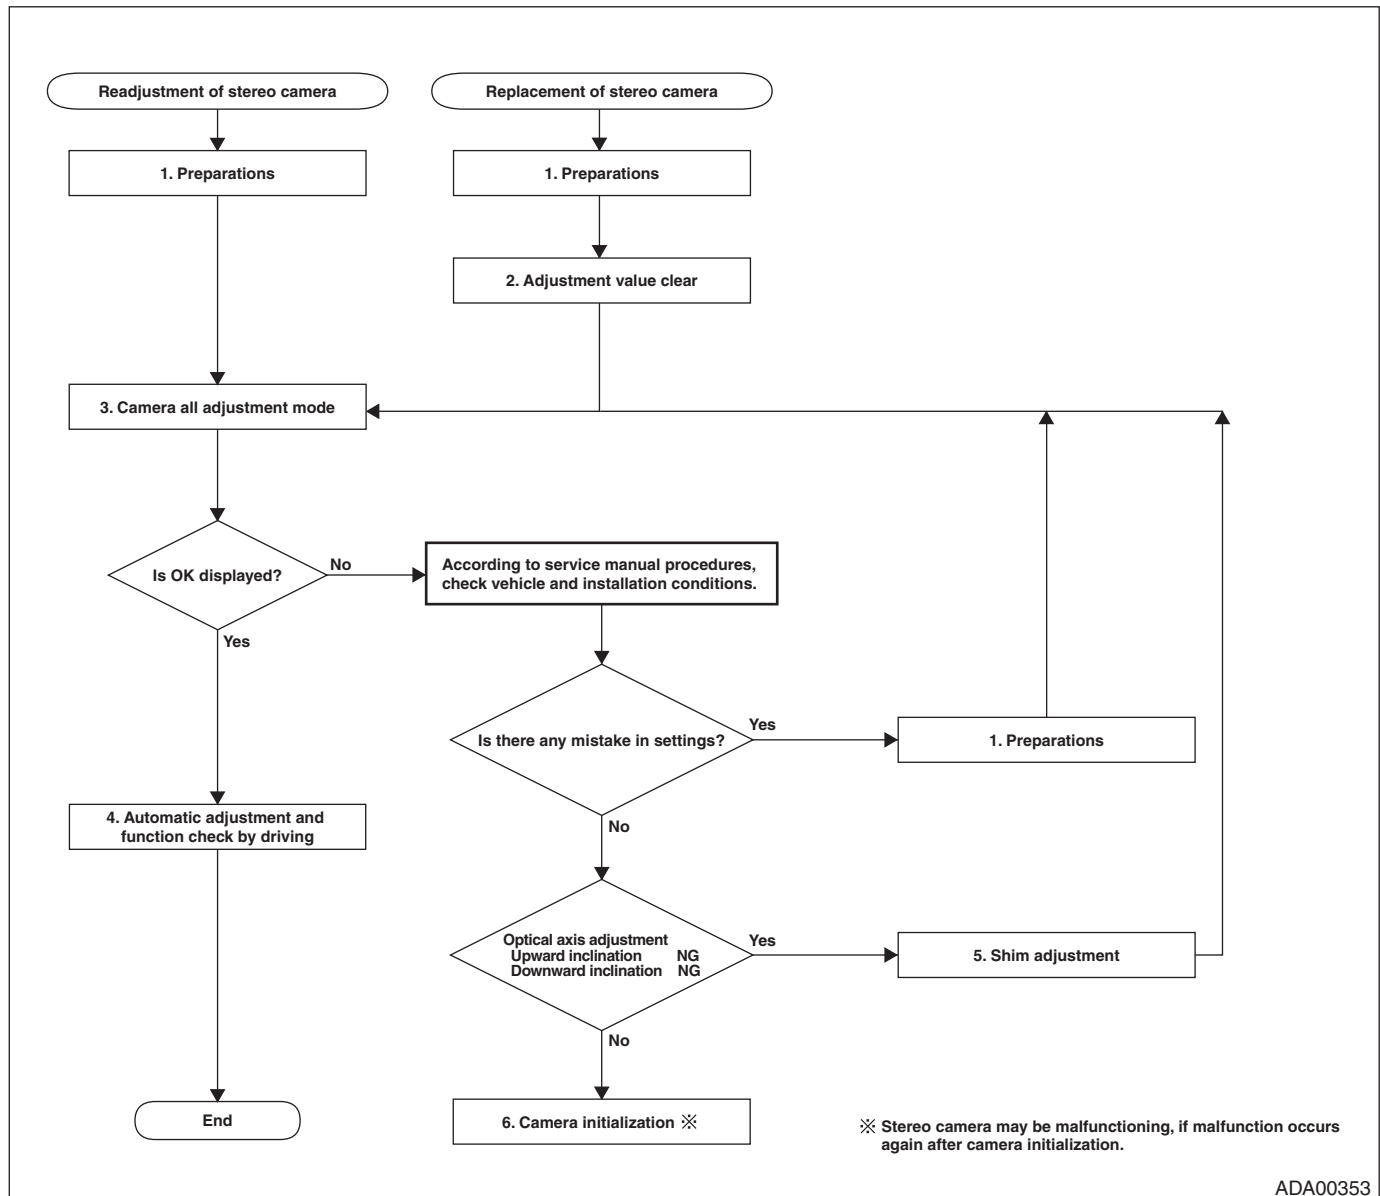 Readjustment of stereo camera
Replacement of stereo camera
1. Preparations
1. Preparations
2. Adjustment value clear
3. Camera all adjustment mode
Is OK displayed?
No
According to service manual procedures,
check vehicle and installation conditions.
Yes
Is there any mistake in settings?
Yes
1. Preparations
No
4. Automatic adjustment and
function check by driving
Optical axis adjustment
Upward inclination NG
Downward inclination NG
Yes
5. Shim adjustment
No
End
6. Camera initialization ※
※ Stereo camera may be malfunctioning, if malfunction occurs
again after camera initialization.
ADA00353